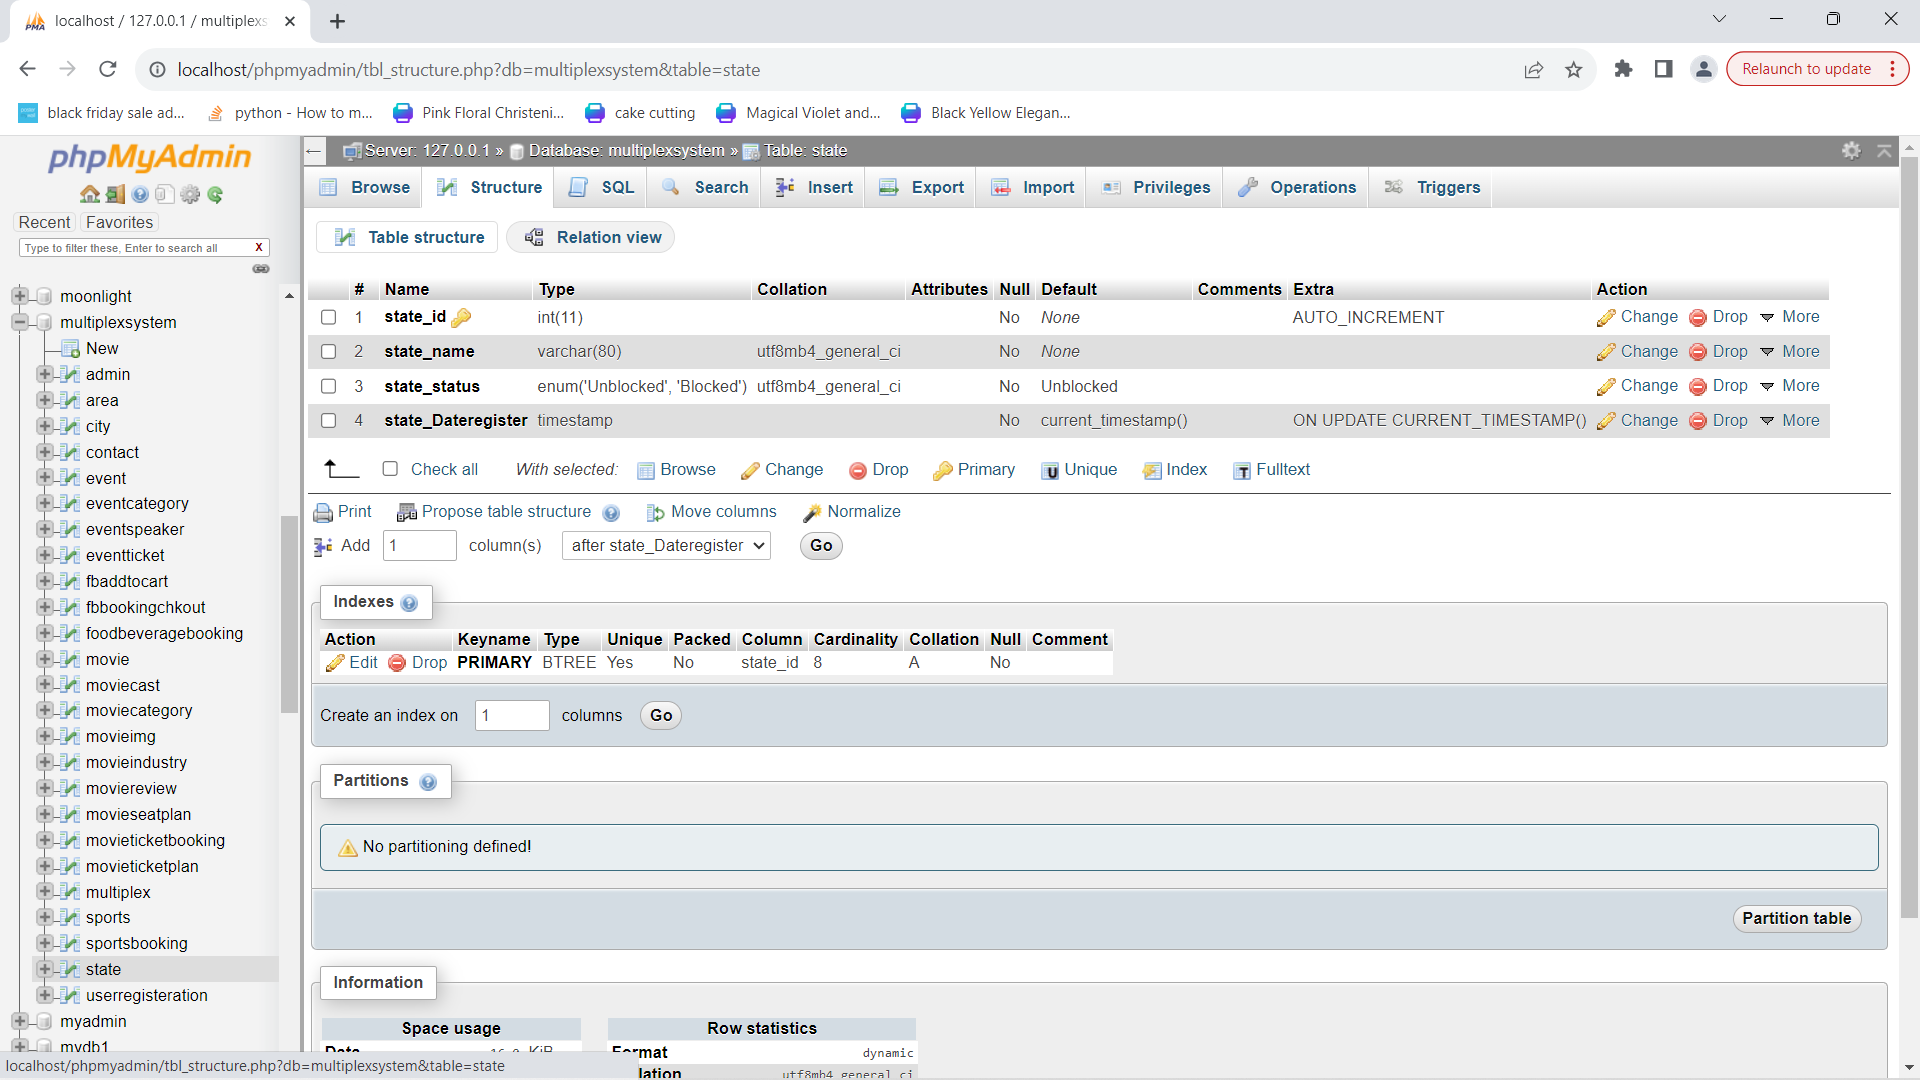 localhost / 127.0.0.1 / multiplexs
localhost/phpmyadmin/tbl_structure.php?db=multiplexsystem&table=state
Relaunch to update
black friday sale ad...
python - How to m...
Pink Floral Christeni...
cake cutting
Magical Violet and...
Black Yellow Elegan...
phpMyAdmin
Recent Favorites
Type to filter these, Enter to search all X
moonlight
multiplexsystem
New
admin
area
city
contact
event
eventcategory
eventspeaker
eventticket
fbaddtocart
fbbookingchkout
foodbeveragebooking
movie
moviecast
moviecategory
movieimg
movieindustry
moviereview
movieseatplan
movieticketbooking
movieticketplan
multiplex
sports
sportsbooking
state
userregisteration
myadmin
mydb1
localhost/phpmyadmin/tbl_structure.php?db=multiplexsystem&table=state
Server: 127.0.0.1 » Database: multiplexsystem » Table: state
Browse Structure SQL Search Insert Export Import Privileges Operations Triggers
Table structure Relation view
# Name Type Collation Attributes Null Default Comments Extra Action
1 state_id int(11) No None AUTO_INCREMENT Change Drop More
2 state_name varchar(80) utf8mb4_general_ci No None Change Drop More
3 state_status enum('Unblocked', 'Blocked') utf8mb4_general_ci No Unblocked Change Drop More
4 state_Dateregister timestamp No current_timestamp() ON UPDATE CURRENT_TIMESTAMP() Change Drop More
Check all With selected: Browse Change Drop Primary Unique Index Fulltext
Print Propose table structure Move columns Normalize
Add 1 column(s) after state_Dateregister Go
Indexes
Action Keyname Type Unique Packed Column Cardinality Collation Null Comment
Edit Drop PRIMARY BTREE Yes No state_id 8 A No
Create an index on 1 columns Go
Partitions
No partitioning defined!
Partition table
Information
Space usage
Data KiB
Row statistics
Format dynamic
lation utf8mb4_general_ci